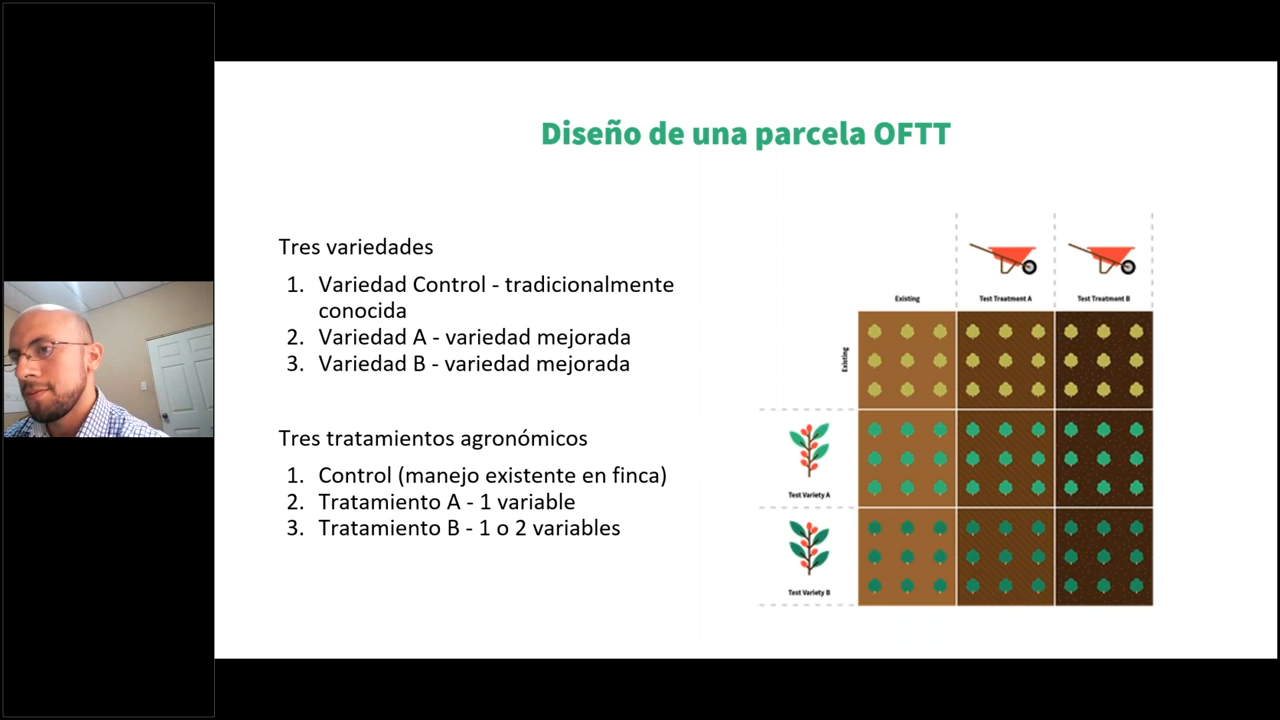 Diseño de una parcela OFTT
Tres variedades
1. Variedad Control - tradicionalmente
conocida
2. Variedad A - variedad mejorada
3. Variedad B - variedad mejorada
Tres tratamientos agronómicos
1. Control (manejo existente en finca)
2. Tratamiento A - 1 variable
3. Tratamiento B - 1 o 2 variables
Existing
Test Treatment A
Test Treatment B
Existing
Test Variety A
Test Variety B